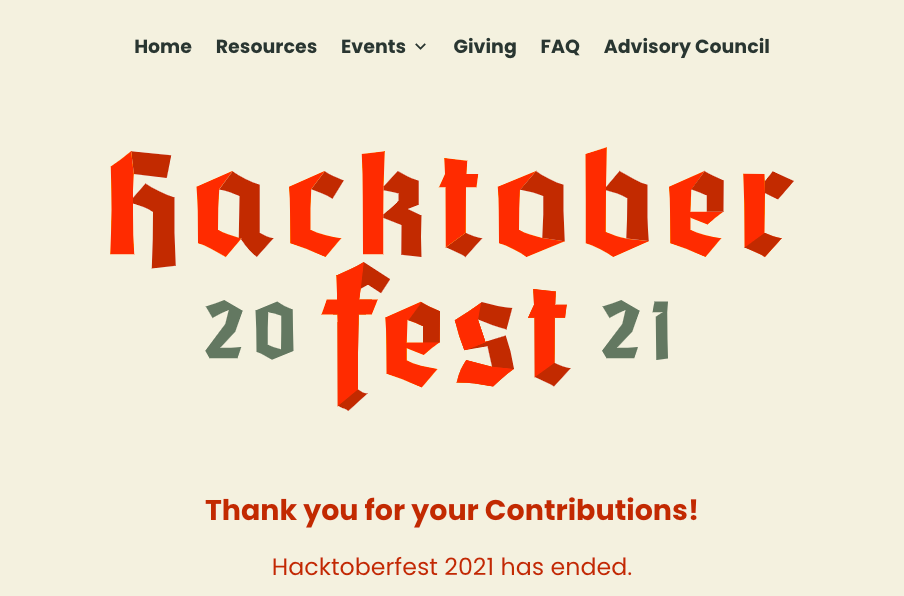 Home Resources Events Giving FAQ Advisory Council
hacktober
20 fest 21
Thank you for your Contributions!
Hacktoberfest 2021 has ended.